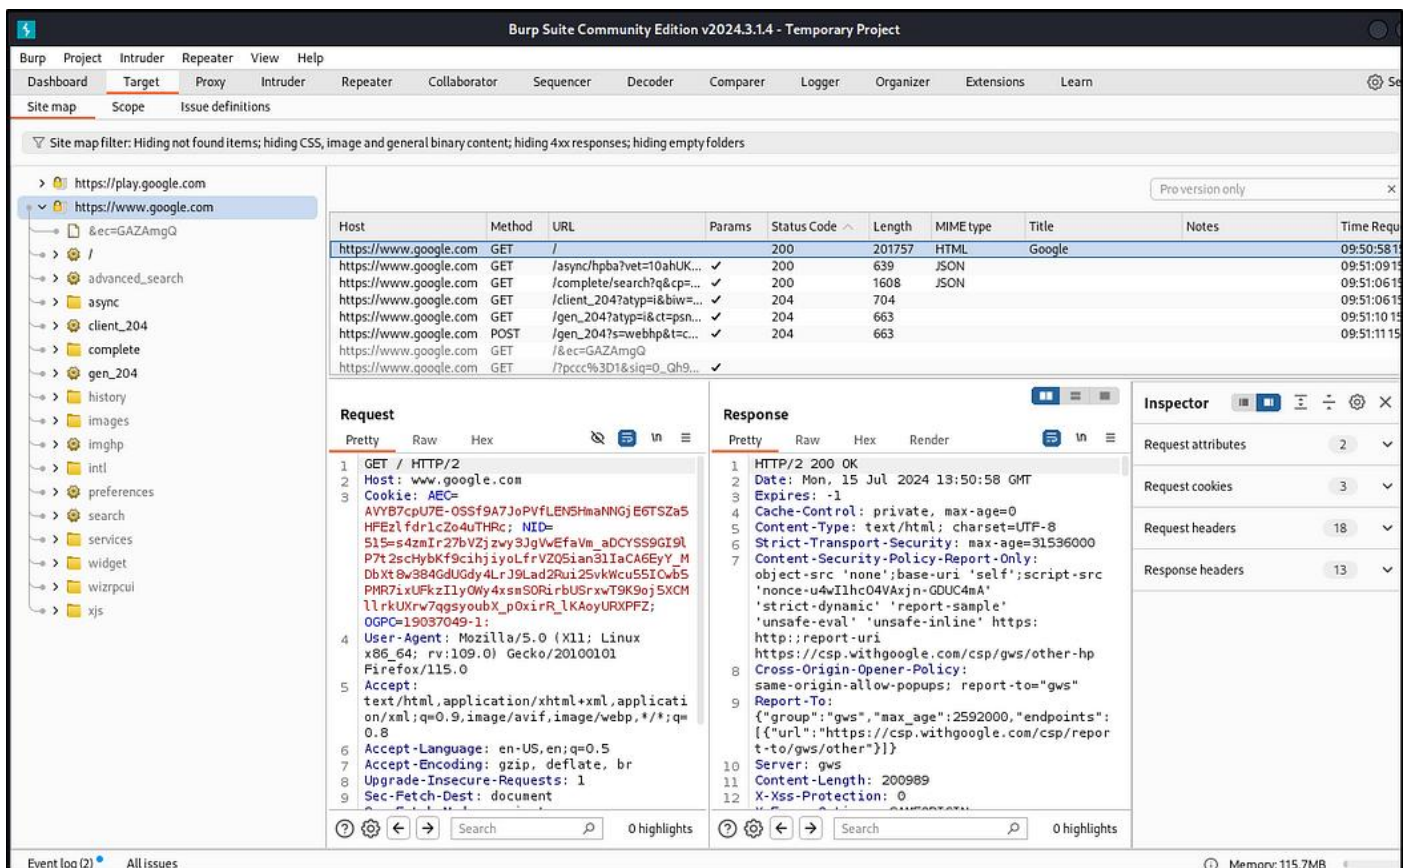 Burp Suite Community Edition v2024.3.1.4 - Temporary Project
Burp Project Intruder Repeater View Help
Dashboard Target Proxy Intruder Repeater Collaborator Sequencer Decoder Comparer Logger Organizer Extensions Learn Se
Site map Scope Issue definitions
Site map filter: Hiding not found items; hiding CSS, image and general binary content; hiding 4xx responses; hiding empty folders
https://play.google.com
https://www.google.com
&ec=GAZAmgQ
/
advanced_search
async
client_204
complete
gen_204
history
images
imghp
intl
preferences
search
services
widget
wizrpcui
xjs
Pro version only
Host Method URL Params Status Code Length MIME type Title Notes Time Requ
https://www.google.com GET / 200 201757 HTML Google 09:50:58 15
https://www.google.com GET /async/hpba?vet=10ahUK... ✓ 200 639 JSON 09:51:09 15
https://www.google.com GET /complete/search?q&cp=... ✓ 200 1608 JSON 09:51:06 15
https://www.google.com GET /client_204?atyp=i&biw=... ✓ 204 704 09:51:06 15
https://www.google.com GET /gen_204?atyp=i&ct=psn... ✓ 204 663 09:51:10 15
https://www.google.com POST /gen_204?s=webhp&t=c... ✓ 204 663 09:51:11 15
https://www.google.com GET /&ec=GAZAmgQ
https://www.google.com GET /?pccc%3D1&sig=0_Qh9... ✓
Request
Pretty Raw Hex \n
1 GET / HTTP/2
2 Host: www.google.com
3 Cookie: AEC=
AVYB7cpU7E-OSSf9A7JoPVfLEN5HmaNNGjE6TSZa5
HFEzlfdr1cZo4uTHRc; NID=
515=s4zmIr27bVZjzwy3JgVwEfaVm_aDCYSS9GI9l
P7t2scHybKf9cihjiyoLfrVZQ5ian31IaCA6EyY_M
DbXt8w384GdUGdy4LrJ9Lad2Rui25vkWcu55ICwb5
PMR7ixUFkzI1yOWy4xsmSORirbUSrxwT9K9oj5XCM
llrkUXrw7qgsyoubX_pOxirR_lKAoyURXPFZ;
OGPC=19037049-1:
4 User-Agent: Mozilla/5.0 (X11; Linux
x86_64; rv:109.0) Gecko/20100101
Firefox/115.0
5 Accept:
text/html,application/xhtml+xml,applicati
on/xml;q=0.9,image/avif,image/webp,*/*;q=
0.8
6 Accept-Language: en-US,en;q=0.5
7 Accept-Encoding: gzip, deflate, br
8 Upgrade-Insecure-Requests: 1
9 Sec-Fetch-Dest: document
Search 0 highlights
Response
Pretty Raw Hex Render \n
1 HTTP/2 200 OK
2 Date: Mon, 15 Jul 2024 13:50:58 GMT
3 Expires: -1
4 Cache-Control: private, max-age=0
5 Content-Type: text/html; charset=UTF-8
6 Strict-Transport-Security: max-age=31536000
7 Content-Security-Policy-Report-Only:
object-src 'none';base-uri 'self';script-src
'nonce-u4wI1hcO4VAxjn-GDUC4mA'
'strict-dynamic' 'report-sample'
'unsafe-eval' 'unsafe-inline' https:
http:;report-uri
https://csp.withgoogle.com/csp/gws/other-hp
8 Cross-Origin-Opener-Policy:
same-origin-allow-popups; report-to="gws"
9 Report-To:
{"group":"gws","max_age":2592000,"endpoints":
[{"url":"https://csp.withgoogle.com/csp/repor
t-to/gws/other"}]}
10 Server: gws
11 Content-Length: 200989
12 X-Xss-Protection: 0
Search 0 highlights
Inspector
Request attributes 2
Request cookies 3
Request headers 18
Response headers 13
Event log (2) All issues
Memory: 115.7MB